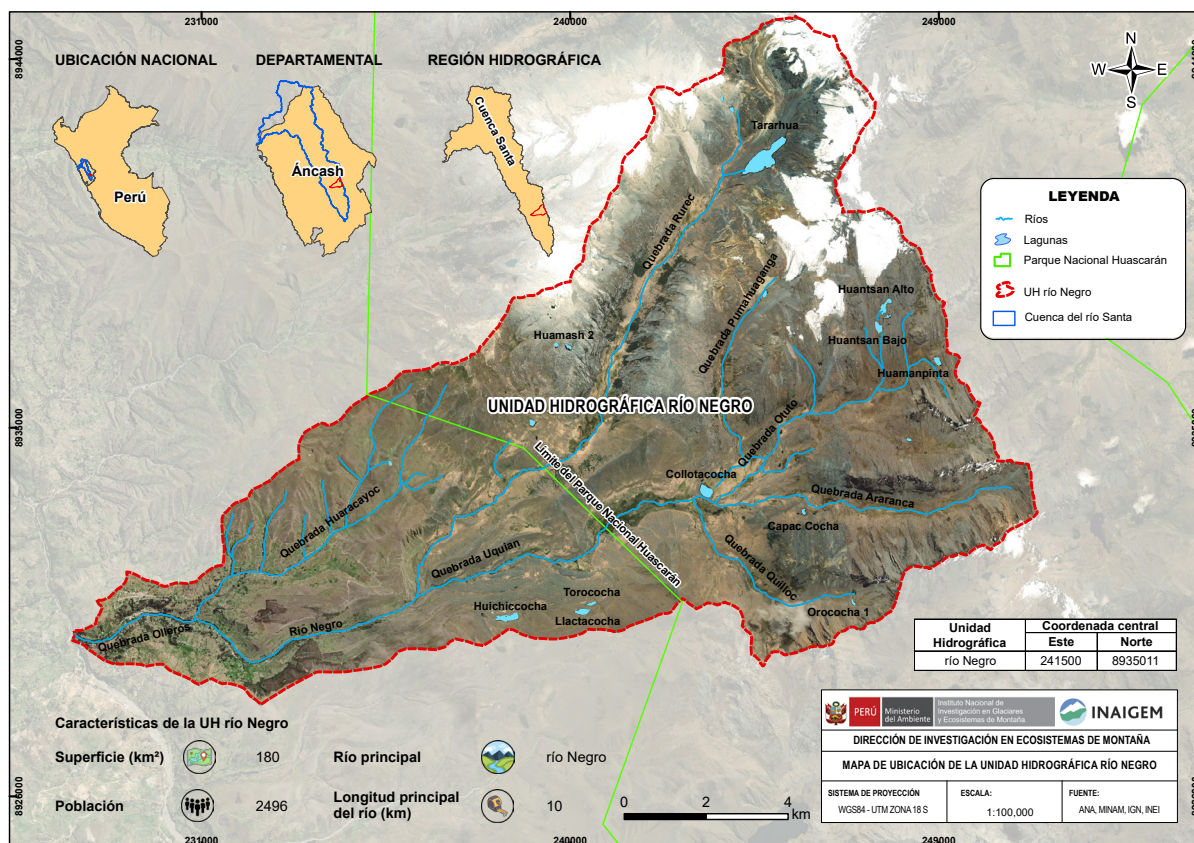 231000
240000
249000
8944000
8944000
UBICACIÓN NACIONAL
DEPARTAMENTAL
REGIÓN HIDROGRÁFICA
Perú
Áncash
Cuenca Santa
N
W
E
S
LEYENDA
Ríos
Lagunas
Parque Nacional Huascarán
UH río Negro
Cuenca del río Santa
Tararhua
Quebrada Rurec
Quebrada Pumahuaganga
Huantsan Alto
Huantsan Bajo
Huamash 2
Huamanpinta
UNIDAD HIDROGRÁFICA RÍO NEGRO
8935000
8935000
Quebrada Otuto
Límite del Parque Nacional Huascarán
Collotacocha
Quebrada Huaracayoc
Quebrada Araranca
Capac Cocha
Quebrada Uquian
Quebrada Quilloc
Torococha
Huichiccocha
Llactacocha
Orococha 1
Río Negro
Quebrada Olleros
Unidad Hidrográfica
Coordenada central
Este
Norte
río Negro
241500
8935011
Características de la UH río Negro
Superficie (km²)
180
Río principal
río Negro
Población
2496
Longitud principal
del río (km)
10
0
2
4
km
PERÚ
Ministerio
del Ambiente
Instituto Nacional de
Investigación en Glaciares
y Ecosistemas de Montaña
INAIGEM
DIRECCIÓN DE INVESTIGACIÓN EN ECOSISTEMAS DE MONTAÑA
MAPA DE UBICACIÓN DE LA UNIDAD HIDROGRÁFICA RÍO NEGRO
SISTEMA DE PROYECCIÓN
WGS84 - UTM ZONA 18 S
ESCALA:
1:100,000
FUENTE:
ANA, MINAM, IGN, INEI
8926000
8926000
231000
240000
249000